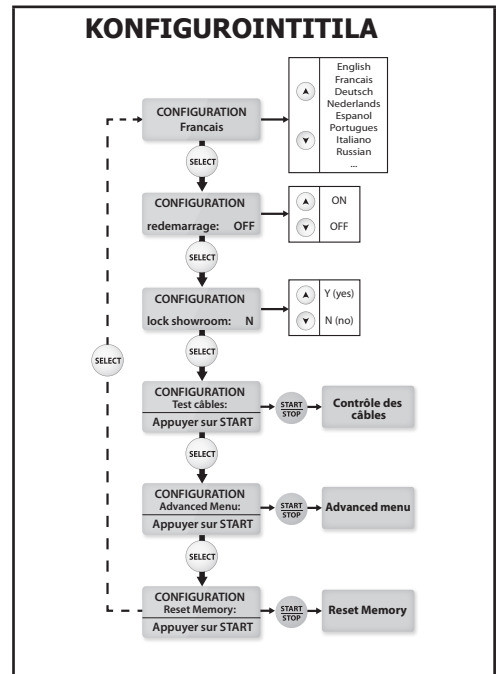 KONFIGUROINTITILA
CONFIGURATION
Francais
English
Francais
Deutsch
Nederlands
Espanol
Portugues
Italiano
Russian
...
SELECT
CONFIGURATION
redemarrage: OFF
ON
OFF
SELECT
CONFIGURATION
lock showroom: N
Y (yes)
N (no)
SELECT
SELECT
CONFIGURATION
Test câbles:
Appuyer sur START
START
STOP
Contrôle des
câbles
SELECT
CONFIGURATION
Advanced Menu:
Appuyer sur START
START
STOP
Advanced menu
SELECT
CONFIGURATION
Reset Memory:
Appuyer sur START
START
STOP
Reset Memory